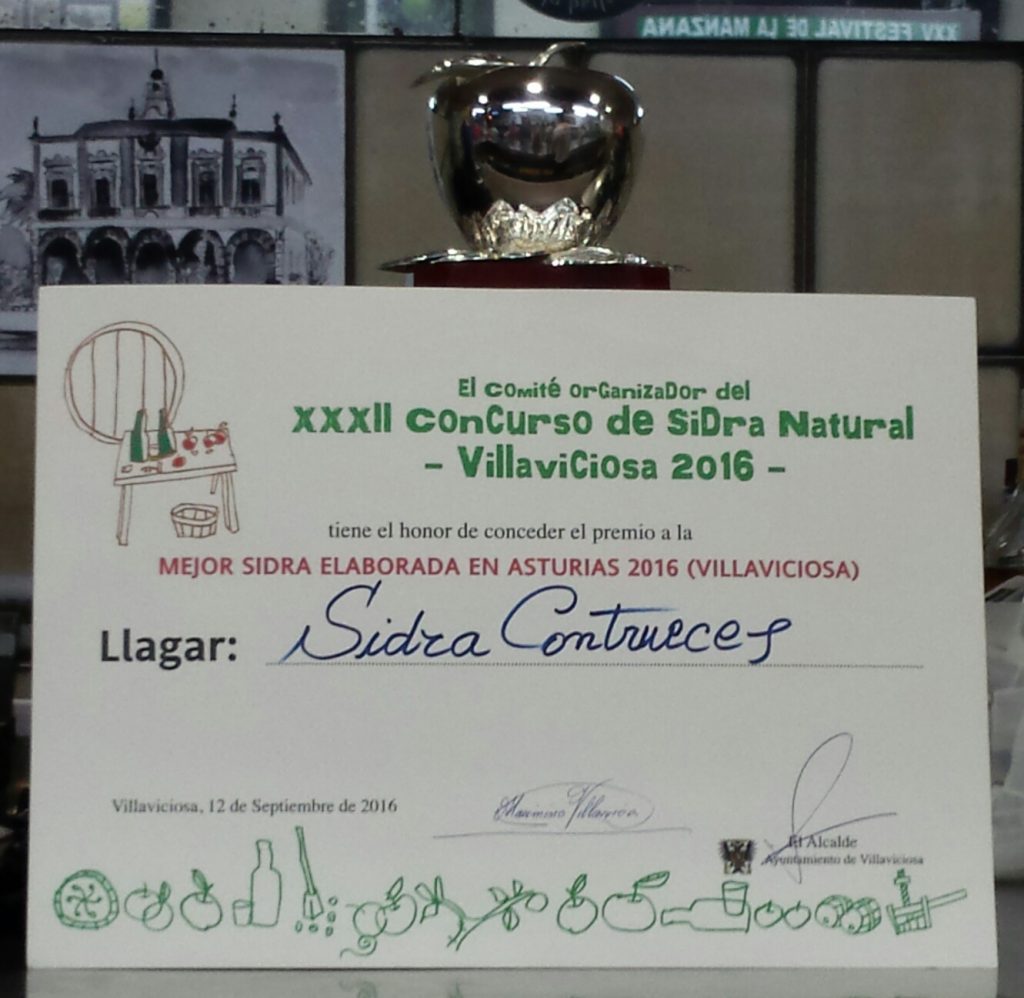 XXV FESTIVAL DE LA MANZANA
El comité organizador del
XXXII Concurso de Sidra Natural
- Villaviciosa 2016 -
tiene el honor de conceder el premio a la
MEJOR SIDRA ELABORADA EN ASTURIAS 2016 (VILLAVICIOSA)
Llagar: Sidra Contrueces
Villaviciosa, 12 de Septiembre de 2016
El Alcalde
Ayuntamiento de Villaviciosa